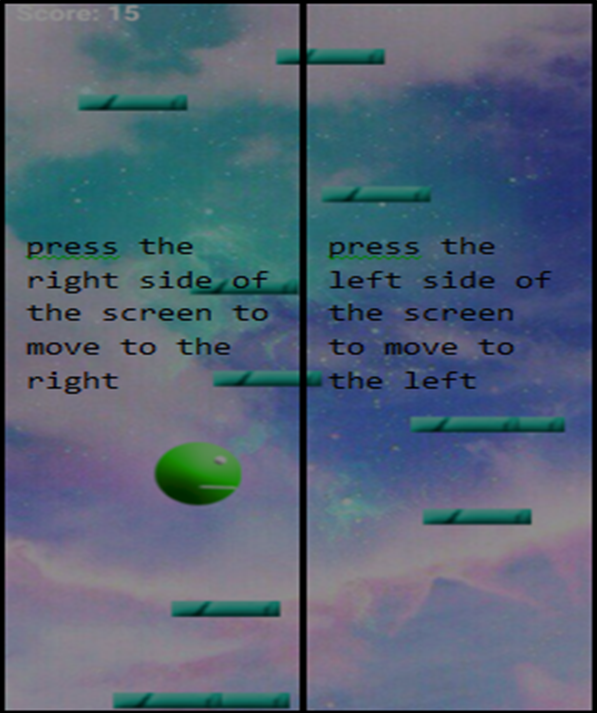 Score: 15
press the
right side of
the screen to
move to the
right
press the
left side of
the screen
to move to
the left